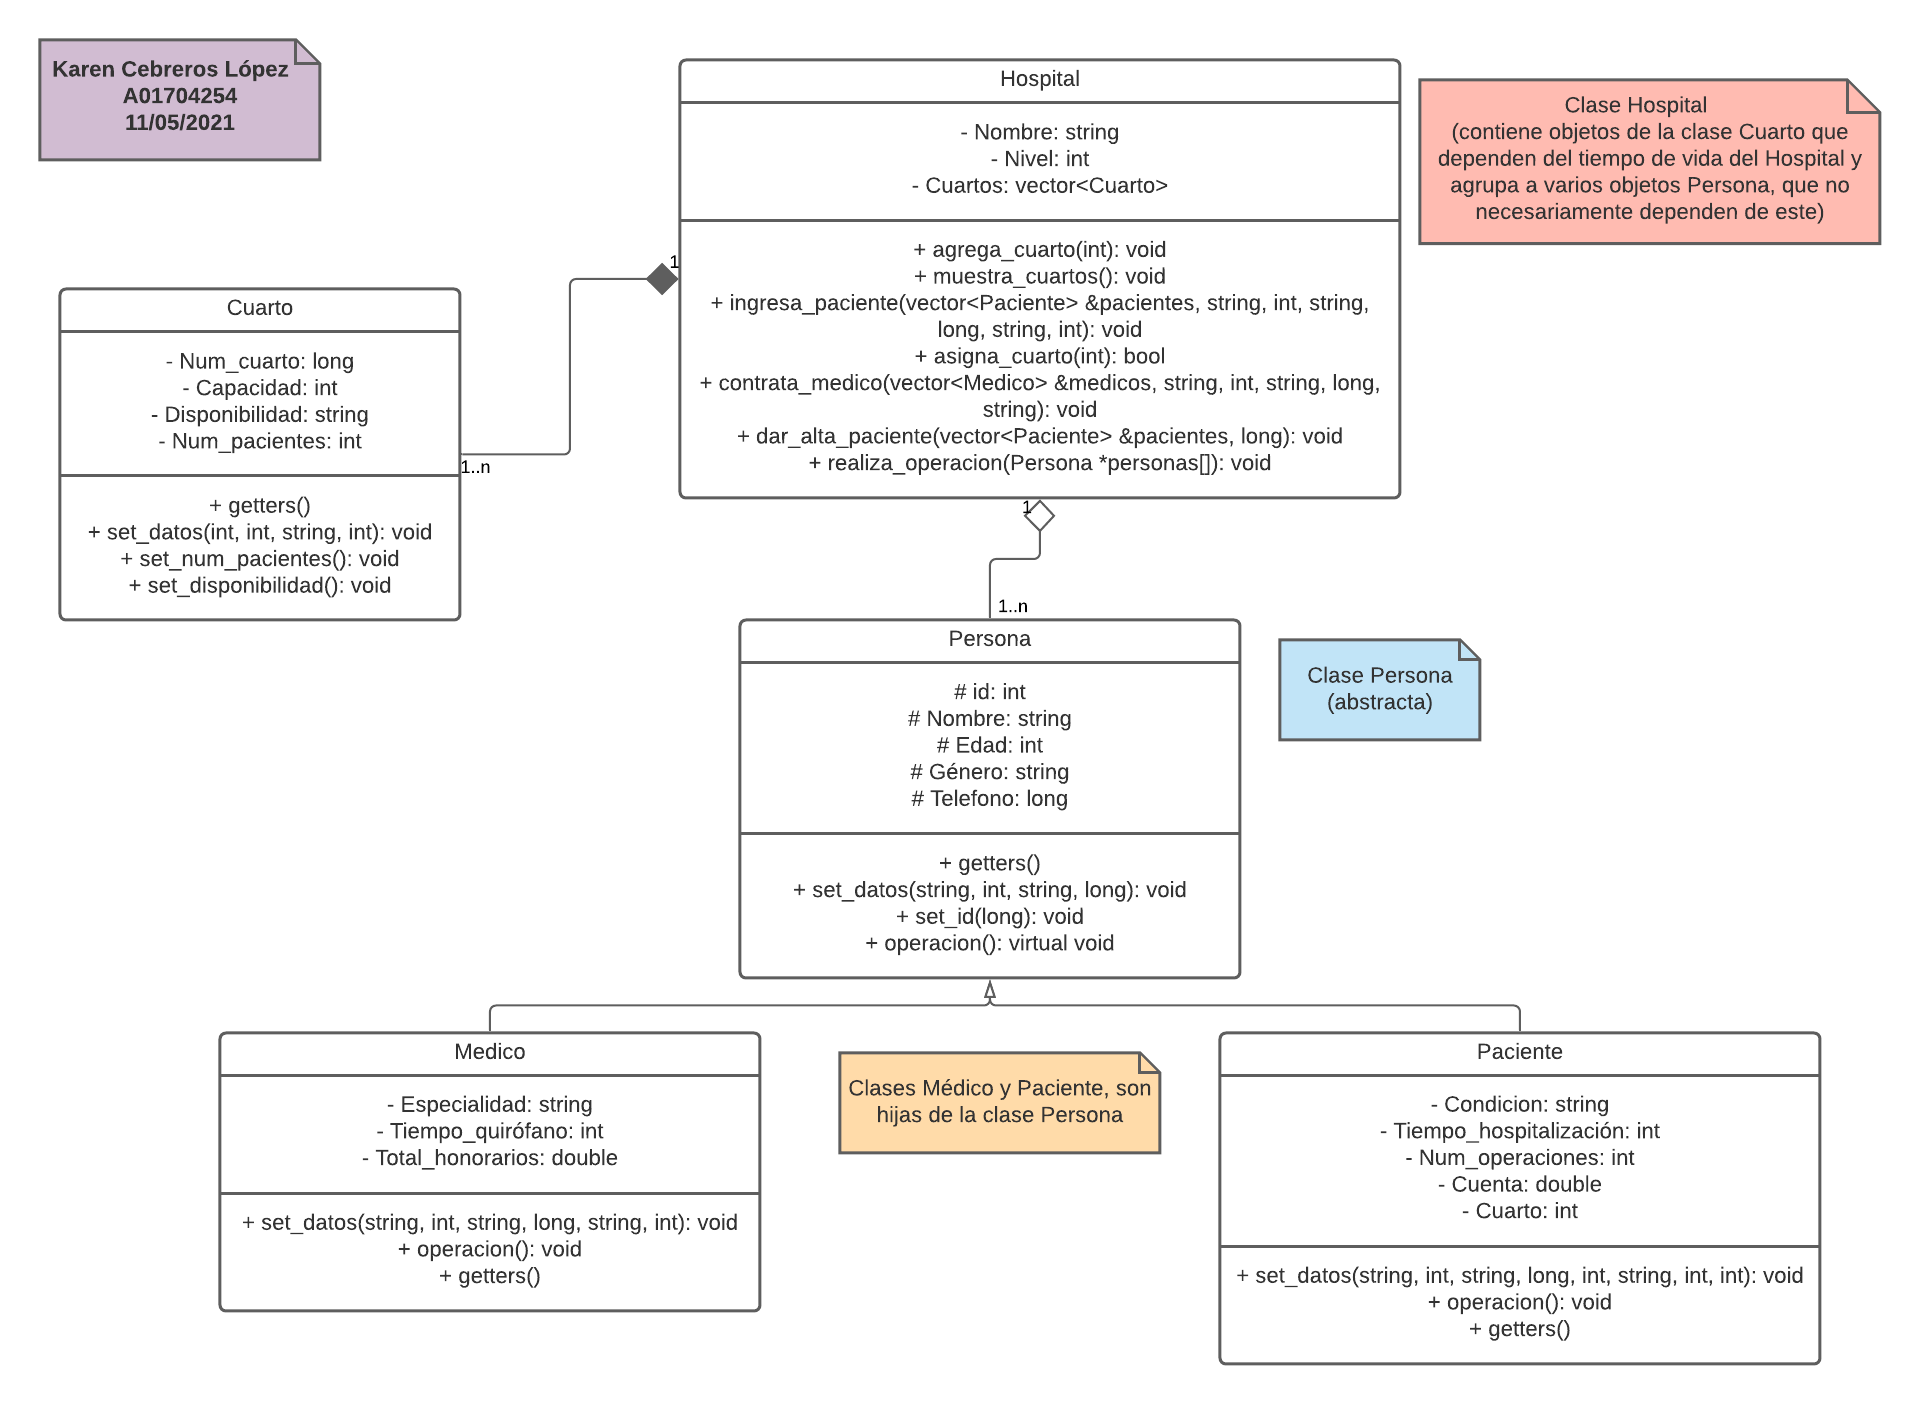 Karen Cebreros López
A01704254
11/05/2021
Hospital
- Nombre: string
- Nivel: int
- Cuartos: vector<Cuarto>
+ agrega_cuarto(int): void
+ muestra_cuartos(): void
+ ingresa_paciente(vector<Paciente> &pacientes, string, int, string,
long, string, int): void
+ asigna_cuarto(int): bool
+ contrata_medico(vector<Medico> &medicos, string, int, string, long,
string): void
+ dar_alta_paciente(vector<Paciente> &pacientes, long): void
+ realiza_operacion(Persona *personas[]): void
Clase Hospital
(contiene objetos de la clase Cuarto que
dependen del tiempo de vida del Hospital y
agrupa a varios objetos Persona, que no
necesariamente dependen de este)
1
Cuarto
- Num_cuarto: long
- Capacidad: int
- Disponibilidad: string
- Num_pacientes: int
+ getters()
+ set_datos(int, int, string, int): void
+ set_num_pacientes(): void
+ set_disponibilidad(): void
1..n
1
1..n
Persona
# id: int
# Nombre: string
# Edad: int
# Género: string
# Telefono: long
+ getters()
+ set_datos(string, int, string, long): void
+ set_id(long): void
+ operacion(): virtual void
Clase Persona
(abstracta)
Medico
- Especialidad: string
- Tiempo_quirófano: int
- Total_honorarios: double
+ set_datos(string, int, string, long, string, int): void
+ operacion(): void
+ getters()
Clases Médico y Paciente, son
hijas de la clase Persona
Paciente
- Condicion: string
- Tiempo_hospitalización: int
- Num_operaciones: int
- Cuenta: double
- Cuarto: int
+ set_datos(string, int, string, long, int, string, int, int): void
+ operacion(): void
+ getters()